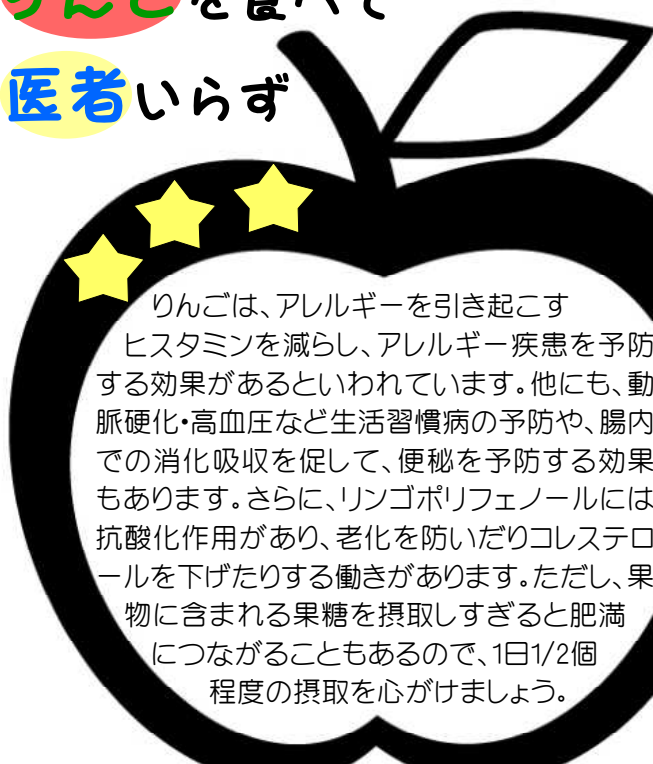 りんごを食べて
医者いらず
りんごは、アレルギーを引き起こす
ヒスタミンを減らし、アレルギー疾患を予防
する効果があるといわれています。他にも、動
脈硬化・高血圧など生活習慣病の予防や、腸内
での消化吸収を促して、便秘を予防する効果
もあります。さらに、リンゴポリフェノールには
抗酸化作用があり、老化を防いだりコレステロ
ールを下げたりする働きがあります。ただし、果
物に含まれる果糖を摂取しすぎると肥満
につながることもあるので、1日1/2個
程度の摂取を心がけましょう。